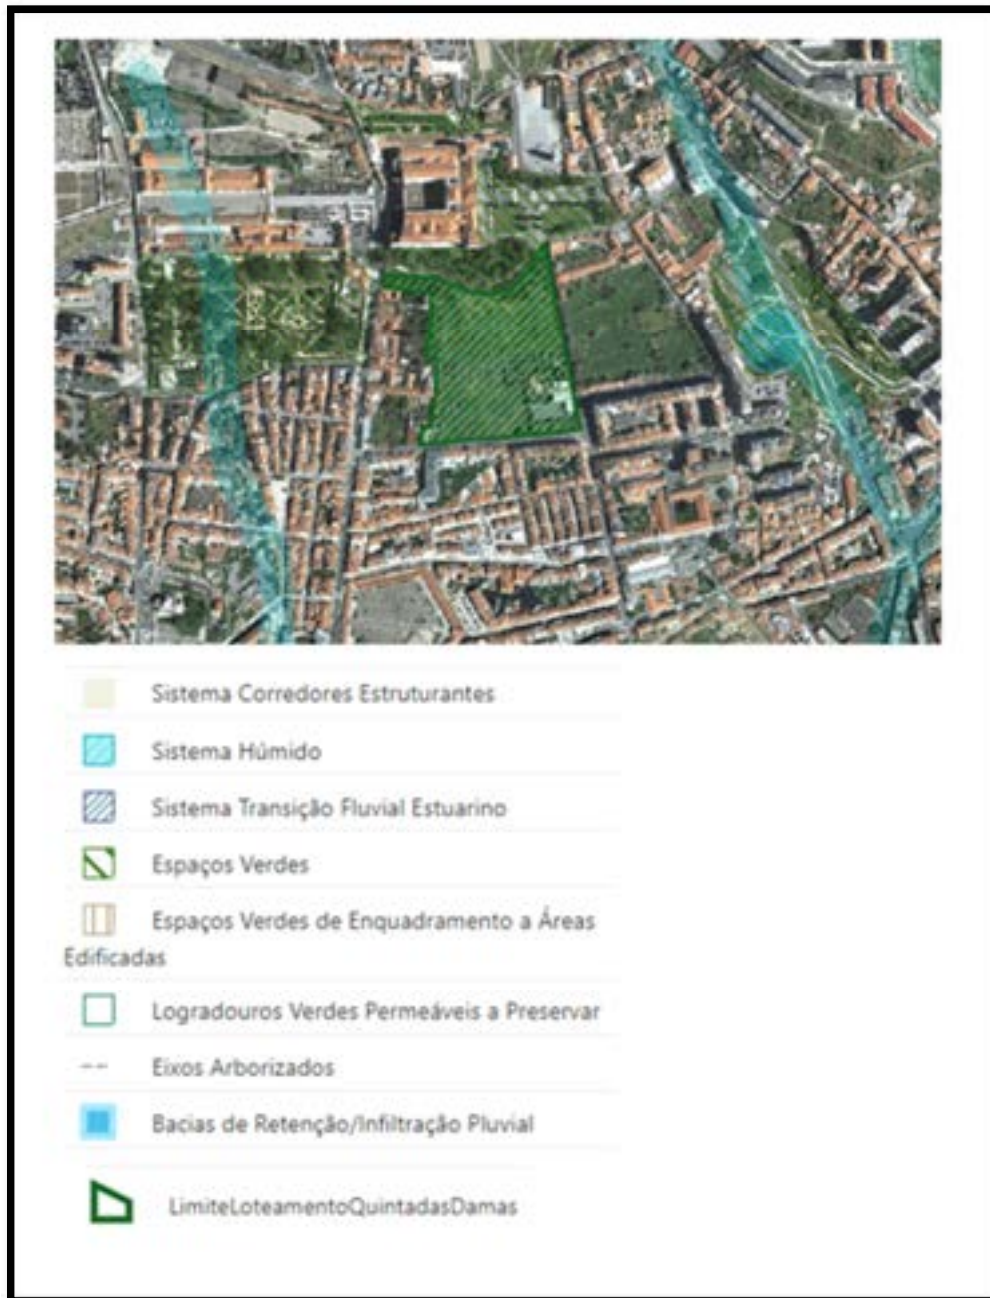 Sistema Corredores Estruturantes
Sistema Húmido
Sistema Transição Fluvial Estuarino
Espaços Verdes
Espaços Verdes de Enquadramento a Áreas
Edificadas
Logradouros Verdes Permeáveis a Preservar
Eixos Arborizados
Bacias de Retenção/Infiltração Pluvial
LimiteLoteamentoQuintadasDamas